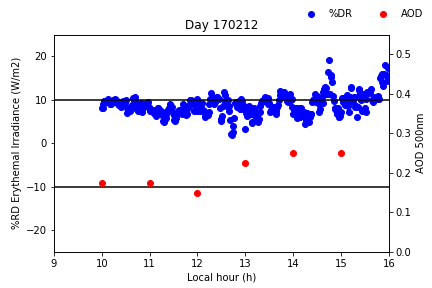 %DR AOD
Day 170212
%RD Erythermal Irradiance (W/m2)
20
10
0
−10
−20
0.5
0.4
0.3
0.2
0.1
0.0
AOD 500nm
9 10 11 12 13 14 15 16
Local hour (h)